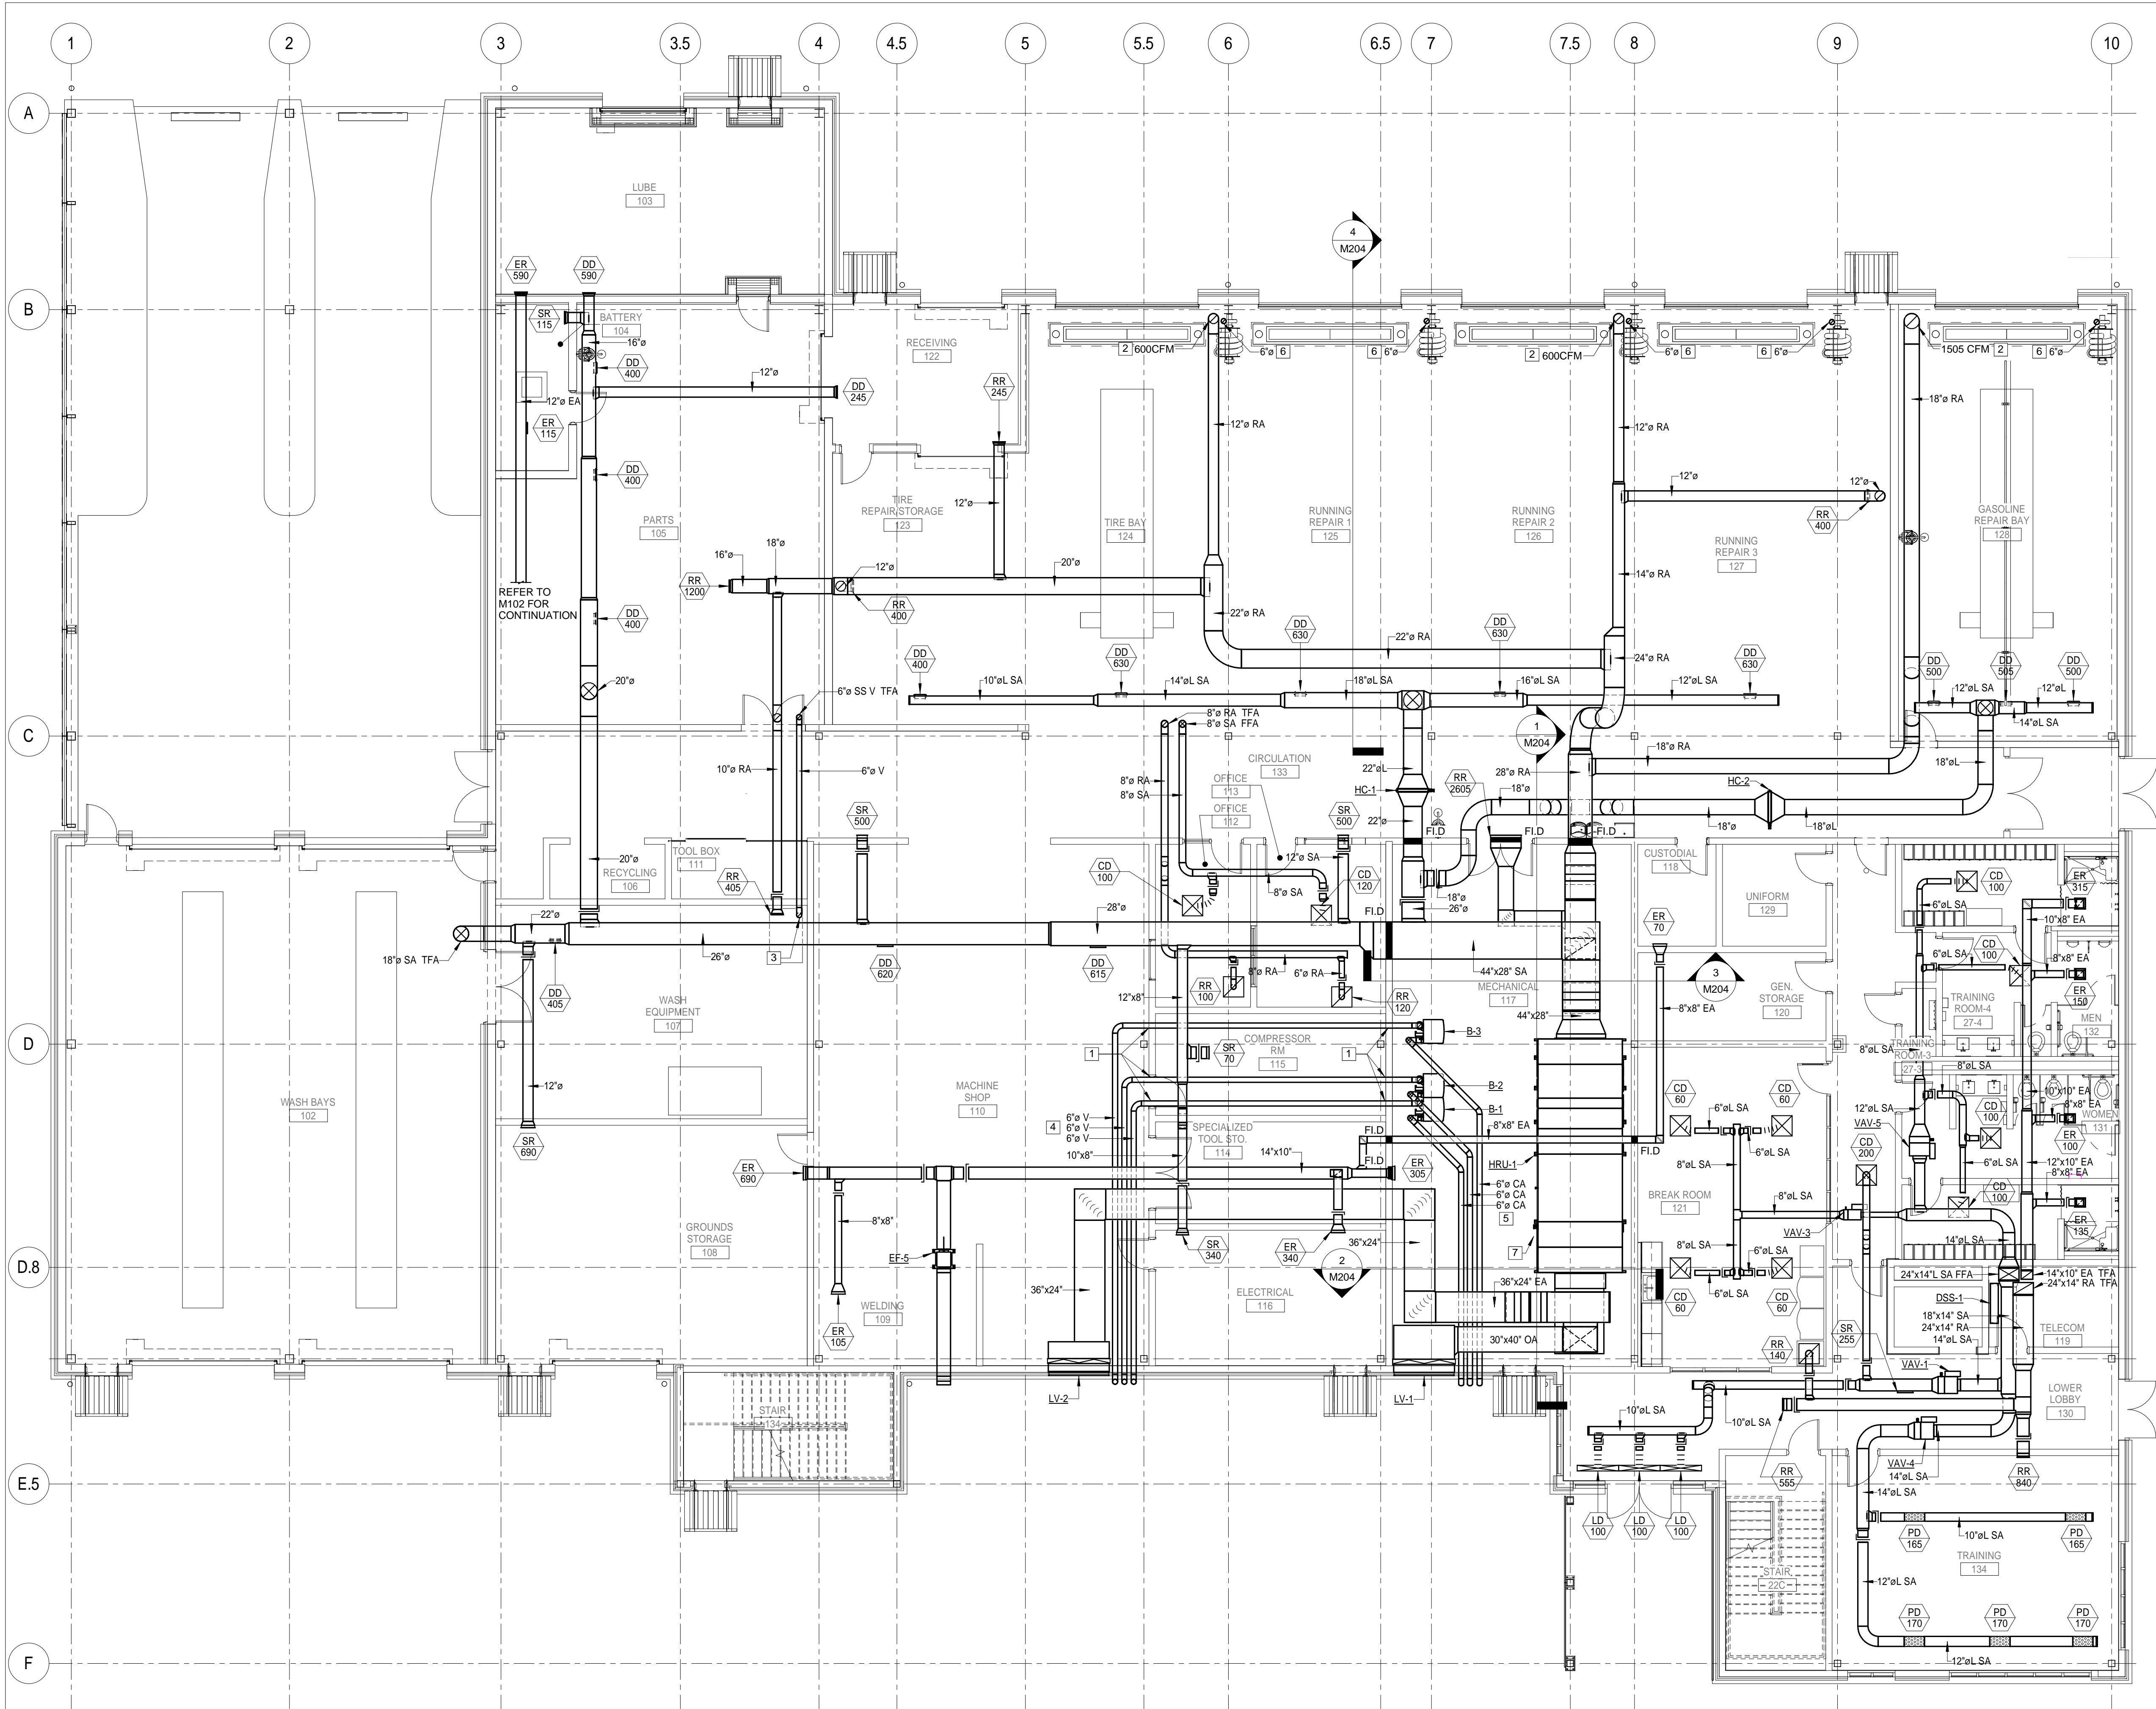 1
2
3
3.5
4
4.5
5
5.5
6
6.5
7
7.5
8
9
10
A
B
C
D
D.8
E.5
F
LUBE
103
4
M204
ER
590
DD
590
SR
115
BATTERY
104
16"ø
DD
400
12"ø
DD
245
12"ø EA
ER
115
RECEIVING
122
RR
245
2 600CFM
6"ø 6
6 6"ø
2 600CFM
6"ø 6
6 6"ø
1505 CFM 2
6 6"ø
12"ø RA
12"ø RA
18"ø RA
DD
400
PARTS
105
TIRE
REPAIR/STORAGE
123
12"ø
TIRE BAY
124
RUNNING
REPAIR 1
125
RUNNING
REPAIR 2
126
RUNNING
REPAIR 3
127
12"ø
12"ø
RR
400
GASOLINE
REPAIR BAY
128
16"ø
18"ø
RR
1200
12"ø
RR
400
20"ø
14"ø RA
REFER TO
M102 FOR
CONTINUATION
DD
400
22"ø RA
22"ø RA
24"ø RA
DD
400
DD
630
DD
630
DD
630
DD
630
DD
500
DD
505
DD
500
20"ø
10"øL SA
14"øL SA
18"øL SA
16"øL SA
12"øL SA
12"øL SA
12"øL
14"øL SA
6"ø SS V TFA
8"ø RA TFA
8"ø SA FFA
1
M204
10"ø RA
6"ø V
8"ø RA
8"ø SA
CIRCULATION
133
OFFICE
113
OFFICE
112
22"øL
HC-1
22"ø
RR
2605
28"ø RA
18"ø RA
HC-2
18"øL
18"ø
18"ø
18"øL
SR
500
SR
500
FI.D
FI.D
FI.D
20"ø
RECYCLING
106
TOOL BOX
111
RR
405
CD
100
12"ø SA
8"ø SA
CD
120
18"ø
26"ø
FI.D
CUSTODIAL
118
UNIFORM
129
ER
70
CD
100
6"øL SA
ER
315
10"x8" EA
22"ø
18"ø SA TFA
26"ø
3
28"ø
DD
405
DD
620
DD
615
8"ø RA
6"ø RA
RR
100
RR
120
12"x8"
44"x28" SA
MECHANICAL
117
44"x28"
3
M204
8"x8" EA
GEN.
STORAGE
120
6"øL SA
CD
100
8"x8" EA
ER
150
TRAINING
ROOM-4
27-4
MEN
132
WASH
EQUIPMENT
107
12"ø
SR
690
WASH BAYS
102
MACHINE
SHOP
110
1
SR
70
COMPRESSOR
RM
115
1
B-3
B-2
B-1
6"ø V
6"ø V
6"ø V
4
SPECIALIZED
TOOL STO.
114
10"x8"
14"x10"
FI.D
FI.D
8"x8" EA
FI.D
ER
305
HRU-1
6"ø CA
6"ø CA
6"ø CA
5
7
CD
60
CD
60
6"øL SA
6"øL SA
8"øL SA
BREAK ROOM
121
8"øL SA
8"øL SA
6"øL SA
6"øL SA
CD
60
CD
60
TRAINING
ROOM-3
27-3
8"øL SA
8"øL SA
12"øL SA
VAV-5
CD
100
6"øL SA
10"x10" EA
8"x8" EA
WOMEN
131
ER
100
12"x10" EA
8"x8" EA
CD
200
CD
100
VAV-3
ER
135
14"øL SA
ER
690
8"x8"
GROUNDS
STORAGE
108
EF-5
WELDING
109
ER
105
SR
340
ER
340
2
M204
36"x24"
36"x24"
ELECTRICAL
116
36"x24" EA
30"x40" OA
LV-2
LV-1
24"x14"L SA FFA
14"x10" EA TFA
24"x14" RA TFA
DSS-1
18"x14" SA
24"x14" RA
14"øL SA
TELECOM
119
SR
255
RR
140
VAV-1
LOWER
LOBBY
130
10"øL SA
10"øL SA
STAIR
134
RR
555
VAV-4
14"øL SA
14"øL SA
RR
840
LD
100
LD
100
LD
100
PD
165
10"øL SA
PD
165
TRAINING
134
STAIR
22C
12"øL SA
PD
170
PD
170
PD
170
12"øL SA